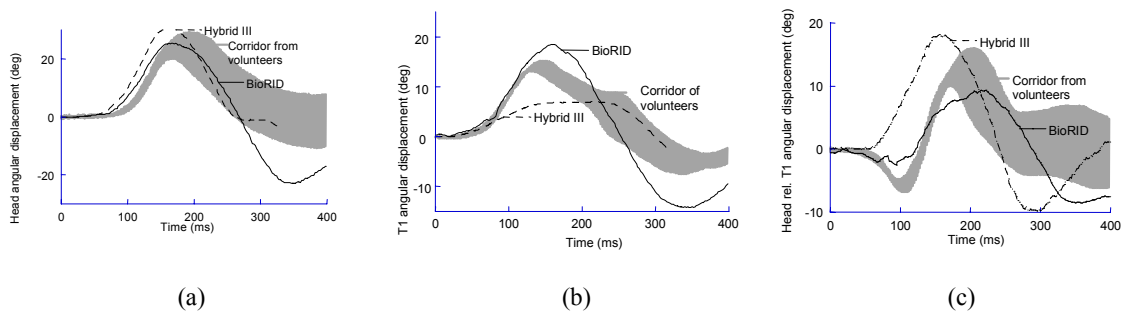 Head angular displacement (deg)
20
0
-20
Hybrid III
Corridor from
volunteers
BioRID
0
100
200
300
400
Time (ms)
(a)
T1 angular displacement (deg)
20
10
0
-10
BioRID
Corridor of
volunteers
Hybrid III
0
100
200
300
400
Time (ms)
(b)
Head rel. T1 angular displacement (deg)
20
10
0
-10
Hybrid III
Corridor from
volunteers
BioRID
0
100
200
300
400
Time (ms)
(c)